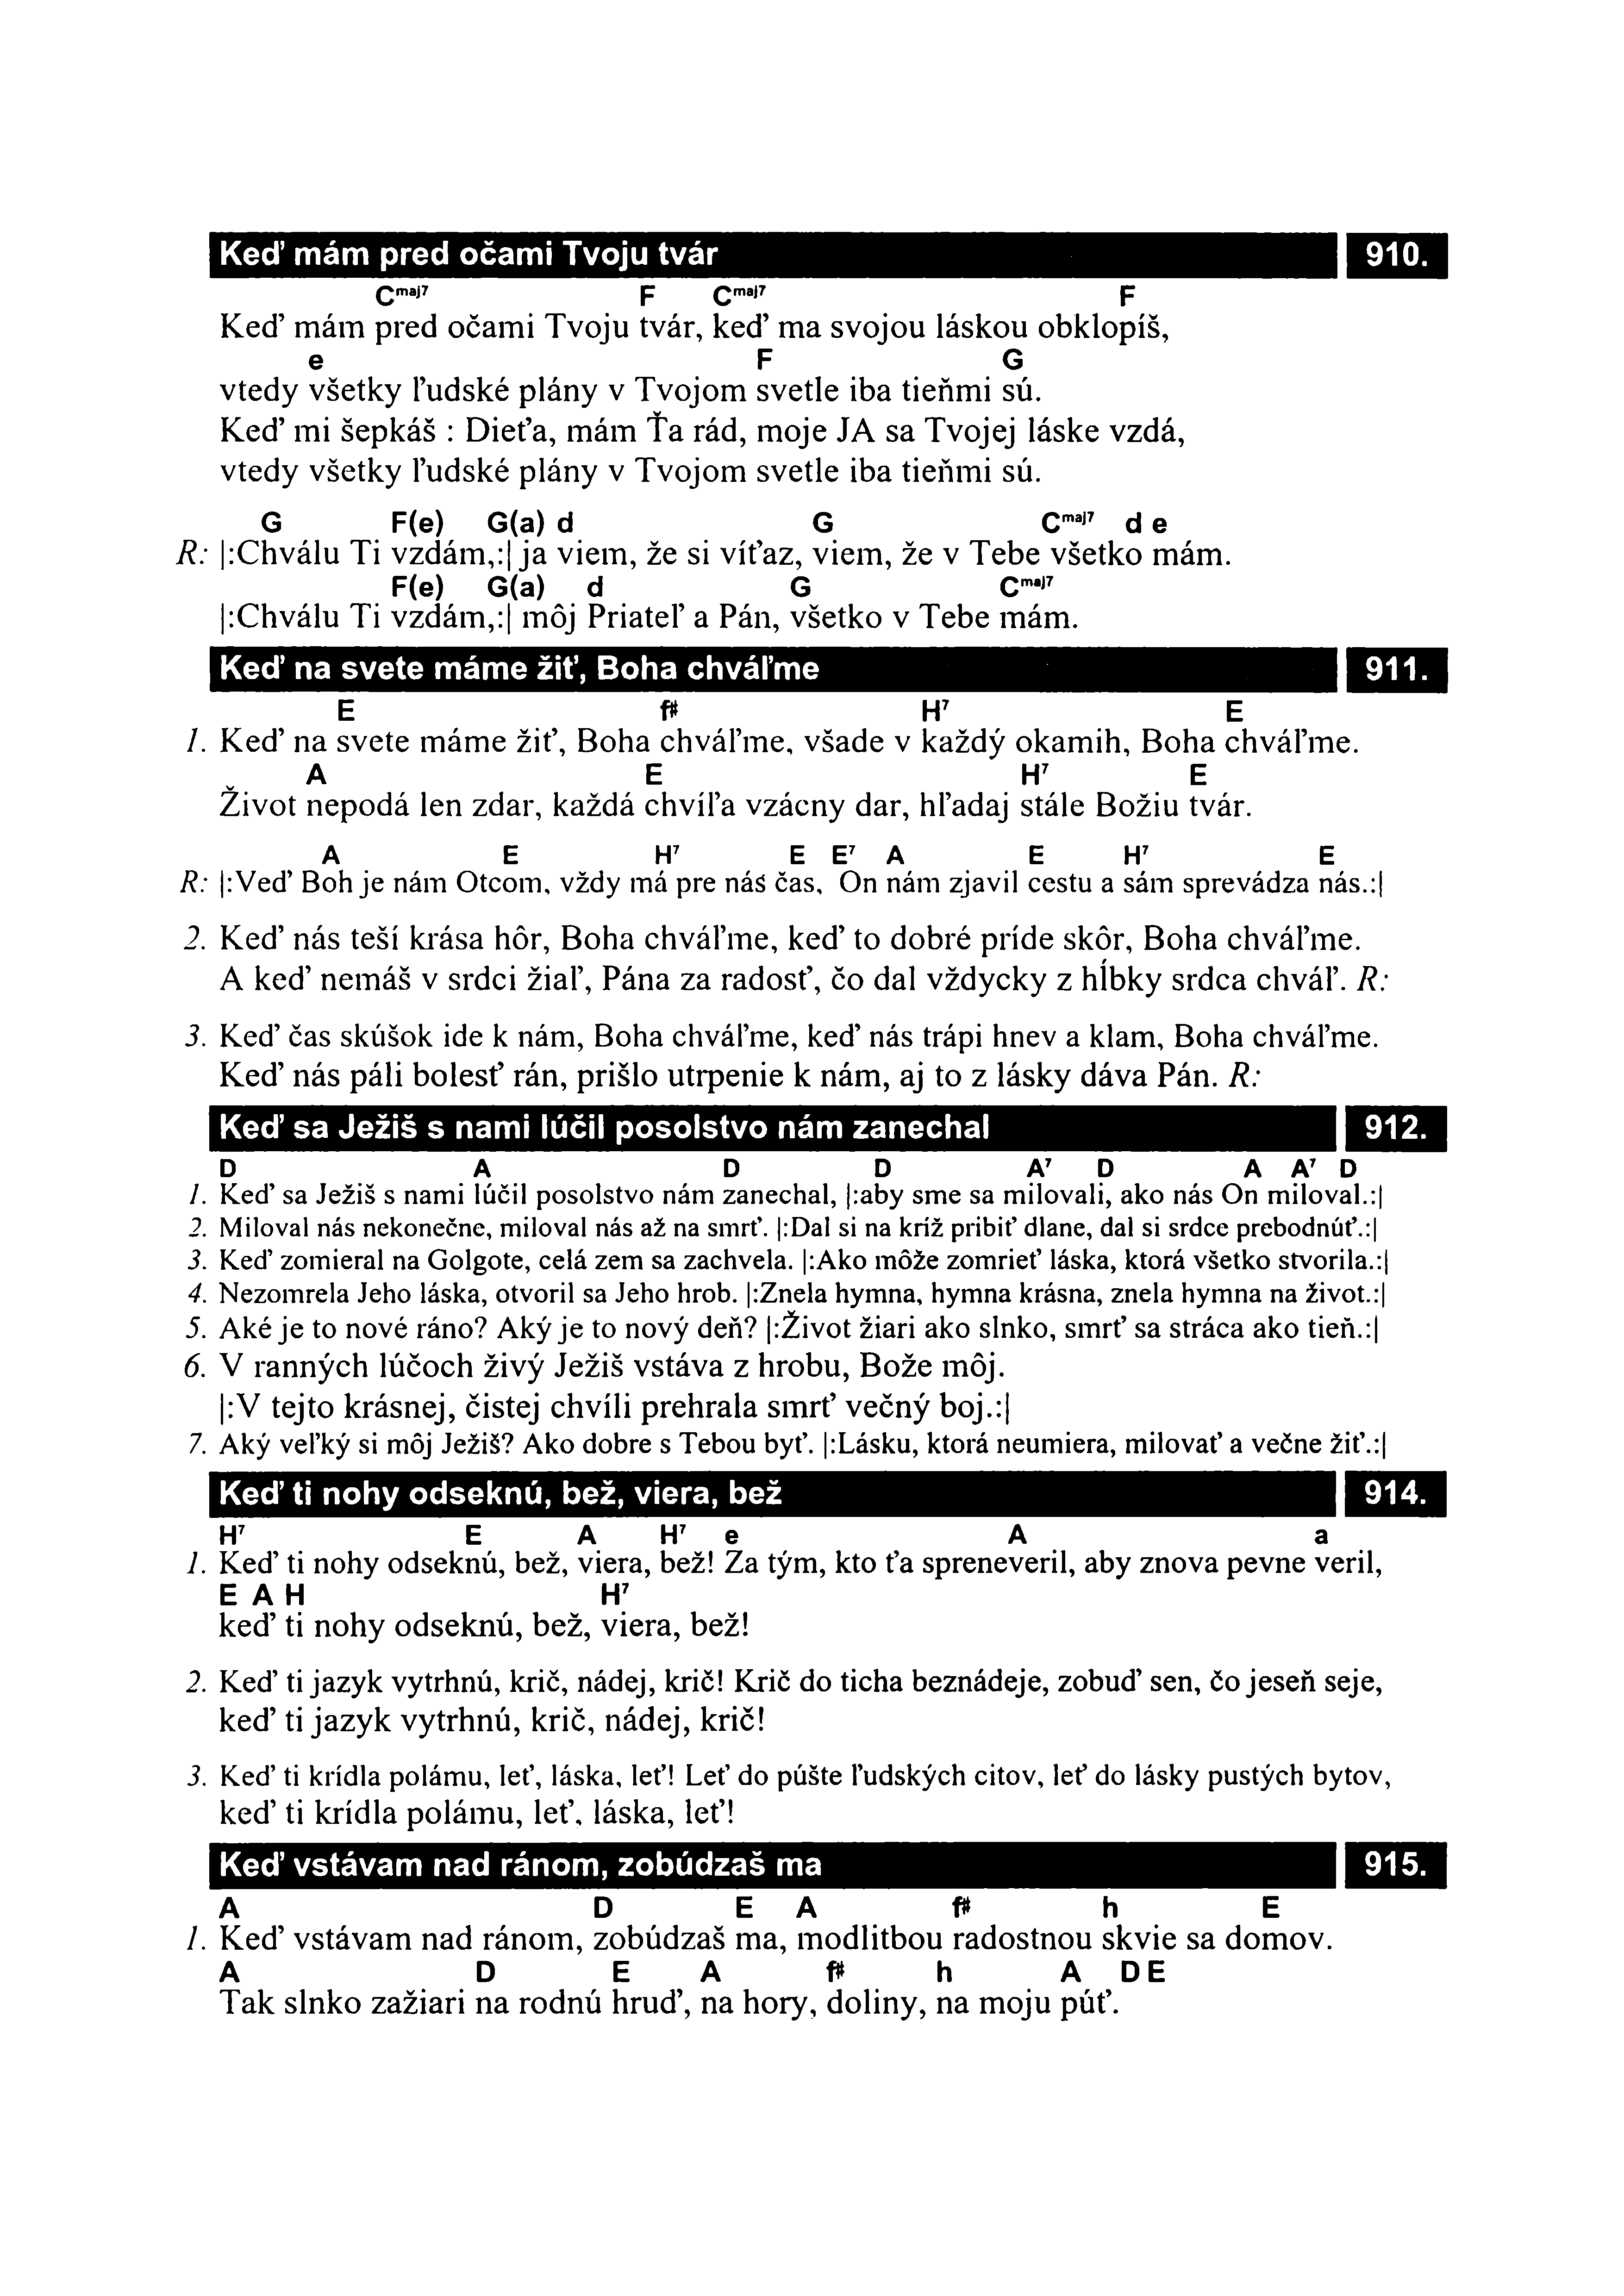 Keď mám pred očami Tvoju tvár 910.
Cmaj7 F Cmaj7 F
Keď mám pred očami Tvoju tvár, keď ma svojou láskou obklopíš,
e F G
vtedy všetky ľudské plány v Tvojom svetle iba tieňmi sú.
Keď mi šepkáš : Dieťa, mám Ťa rád, moje JA sa Tvojej láske vzdá,
vtedy všetky ľudské plány v Tvojom svetle iba tieňmi sú.
G F(e) G(a) d G Cmaj7 d e
R: |:Chválu Ti vzdám,:| ja viem, že si víťaz, viem, že v Tebe všetko mám.
F(e) G(a) d G Cmaj7
|:Chválu Ti vzdám,:| môj Priateľ a Pán, všetko v Tebe mám.
Keď na svete máme žiť, Boha chváľme 911.
E f# H7 E
1. Keď na svete máme žiť, Boha chváľme, všade v každý okamih, Boha chváľme.
A E H7 E
Život nepodá len zdar, každá chvíľa vzácny dar, hľadaj stále Božiu tvár.
A E H7 E E7 A E H7 E
R: |:Veď Boh je nám Otcom, vždy má pre nás čas, On nám zjavil cestu a sám sprevádza nás.:|
2. Keď nás teší krása hôr, Boha chváľme, keď to dobré príde skôr, Boha chváľme.
A keď nemáš v srdci žiaľ, Pána za radosť, čo dal vždycky z hĺbky srdca chváľ. R:
3. Keď čas skúšok ide k nám, Boha chváľme, keď nás trápi hnev a klam, Boha chváľme.
Keď nás páli bolesť rán, prišlo utrpenie k nám, aj to z lásky dáva Pán. R:
Keď sa Ježiš s nami lúčil posolstvo nám zanechal 912.
D A D D A7 D A A7 D
1. Keď sa Ježiš s nami lúčil posolstvo nám zanechal, |:aby sme sa milovali, ako nás On miloval.:|
2. Miloval nás nekonečne, miloval nás až na smrť. |:Dal si na kríž pribiť dlane, dal si srdce prebodnúť.:|
3. Keď zomieral na Golgote, celá zem sa zachvela. |:Ako môže zomrieť láska, ktorá všetko stvorila.:|
4. Nezomrela Jeho láska, otvoril sa Jeho hrob. |:Znela hymna, hymna krásna, znela hymna na život.:|
5. Aké je to nové ráno? Aký je to nový deň? |:Život žiari ako slnko, smrť sa stráca ako tieň.:|
6. V ranných lúčoch živý Ježiš vstáva z hrobu, Bože môj.
|:V tejto krásnej, čistej chvíli prehrala smrť večný boj.:|
7. Aký veľký si môj Ježiš? Ako dobre s Tebou byť. |:Lásku, ktorá neumiera, milovať a večne žiť.:|
Keď ti nohy odseknú, bež, viera, bež 914.
H7 E A H7 e A a
1. Keď ti nohy odseknú, bež, viera, bež! Za tým, kto ťa spreneveril, aby znova pevne veril,
E A H H7
keď ti nohy odseknú, bež, viera, bež!
2. Keď ti jazyk vytrhnú, krič, nádej, krič! Krič do ticha beznádeje, zobuď sen, čo jeseň seje,
keď ti jazyk vytrhnú, krič, nádej, krič!
3. Keď ti krídla polámu, leť, láska, leť! Leť do púšte ľudských citov, leť do lásky pustých bytov,
keď ti krídla polámu, leť, láska, leť!
Keď vstávam nad ránom, zobúdzaš ma 915.
A D E A f# h E
1. Keď vstávam nad ránom, zobúdzaš ma, modlitbou radostnou skvie sa domov.
A D E A f# h A D E
Tak slnko zažiari na rodnú hruď, na hory, doliny, na moju púť.